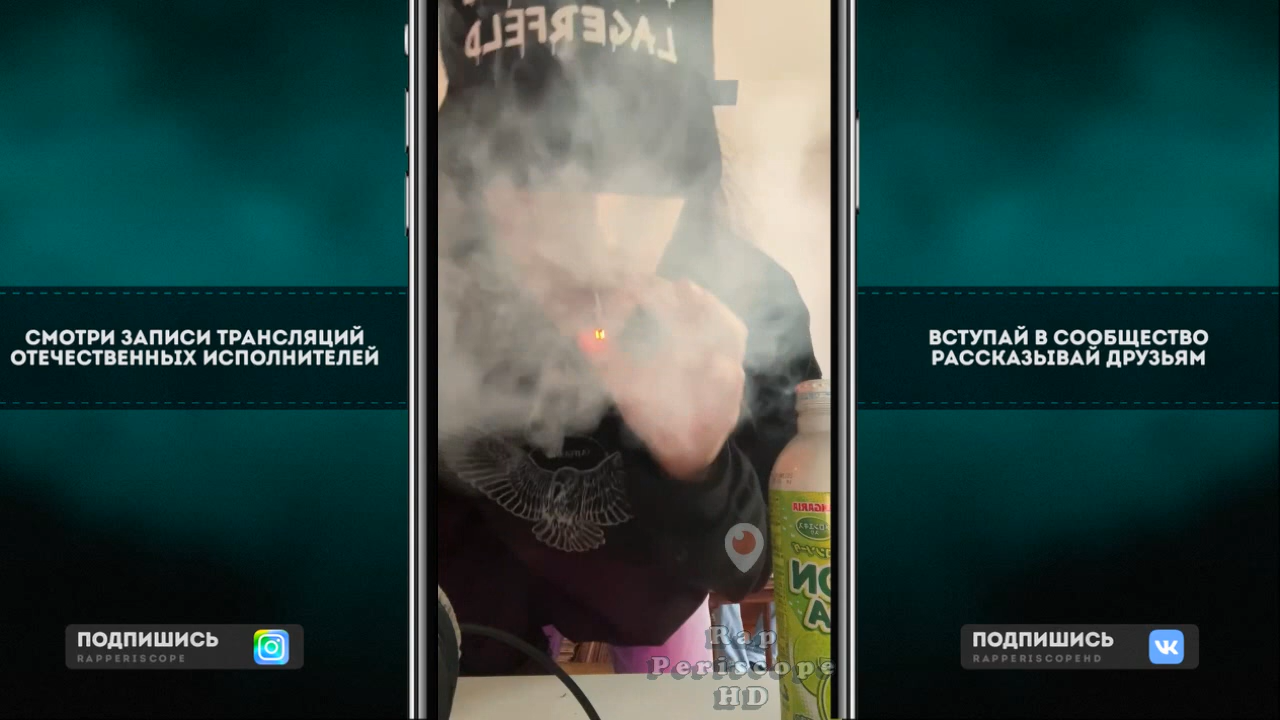 LAGERFELD
СМОТРИ ЗАПИСИ ТРАНСЛЯЦИЙ
ОТЕЧЕСТВЕННЫХ ИСПОЛНИТЕЛЕЙ
ВСТУПАЙ В СООБЩЕСТВО
РАССКАЗЫВАЙ ДРУЗЬЯМ
ПОДПИШИСЬ
RAPPERISCOPE
Rap
Periscope
HD
ПОДПИШИСЬ
RAPPERISCOPEHD